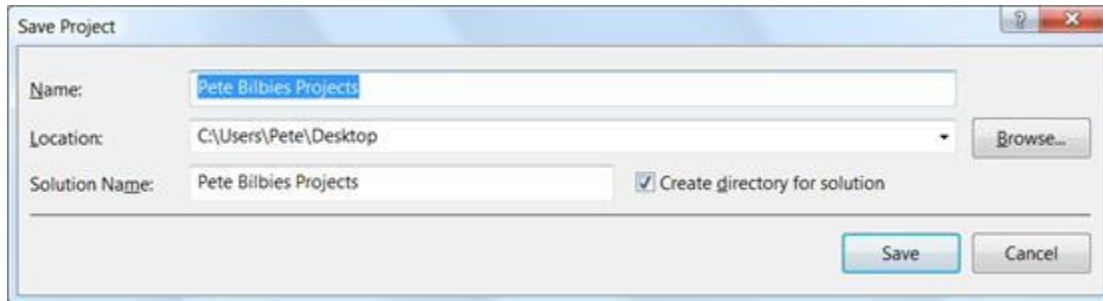 Save Project
Name: Pete Bilbies Projects
Location: C:\Users\Pete\Desktop Browse...
Solution Name: Pete Bilbies Projects Create directory for solution
Save Cancel